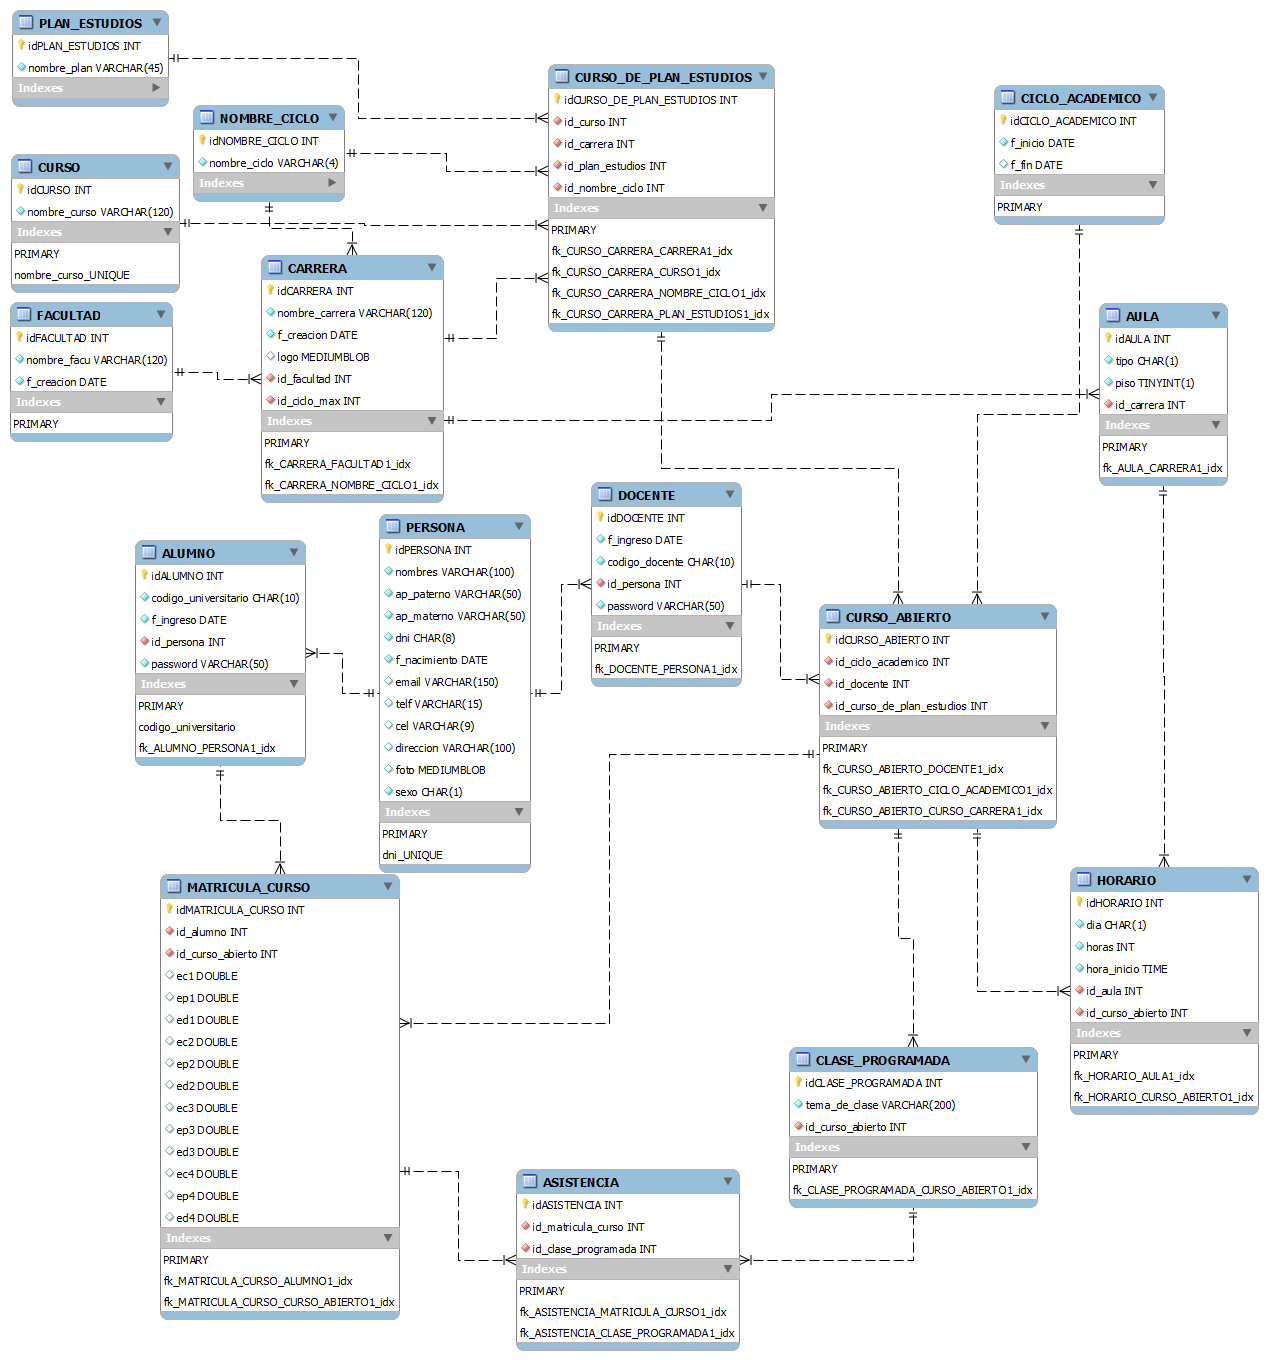 PLAN_ESTUDIOS
idPLAN_ESTUDIOS INT
nombre_plan VARCHAR(45)
Indexes
NOMBRE_CICLO
idNOMBRE_CICLO INT
nombre_ciclo VARCHAR(4)
Indexes
CURSO
idCURSO INT
nombre_curso VARCHAR(120)
Indexes
PRIMARY
nombre_curso_UNIQUE
FACULTAD
idFACULTAD INT
nombre_facu VARCHAR(120)
f_creacion DATE
Indexes
PRIMARY
CARRERA
idCARRERA INT
nombre_carrera VARCHAR(120)
f_creacion DATE
logo MEDIUMBLOB
id_facultad INT
id_ciclo_max INT
Indexes
PRIMARY
fk_CARRERA_FACULTAD1_idx
fk_CARRERA_NOMBRE_CICLO1_idx
CURSO_DE_PLAN_ESTUDIOS
idCURSO_DE_PLAN_ESTUDIOS INT
id_curso INT
id_carrera INT
id_plan_estudios INT
id_nombre_ciclo INT
Indexes
PRIMARY
fk_CURSO_CARRERA_CARRERA1_idx
fk_CURSO_CARRERA_CURSO1_idx
fk_CURSO_CARRERA_NOMBRE_CICLO1_idx
fk_CURSO_CARRERA_PLAN_ESTUDIOS1_idx
CICLO_ACADEMICO
idCICLO_ACADEMICO INT
f_inicio DATE
f_fin DATE
Indexes
PRIMARY
AULA
idAULA INT
tipo CHAR(1)
piso TINYINT(1)
id_carrera INT
Indexes
PRIMARY
fk_AULA_CARRERA1_idx
ALUMNO
idALUMNO INT
codigo_universitario CHAR(10)
f_ingreso DATE
id_persona INT
password VARCHAR(50)
Indexes
PRIMARY
codigo_universitario
fk_ALUMNO_PERSONA1_idx
PERSONA
idPERSONA INT
nombres VARCHAR(100)
ap_paterno VARCHAR(50)
ap_materno VARCHAR(50)
dni CHAR(8)
f_nacimiento DATE
email VARCHAR(150)
telf VARCHAR(15)
cel VARCHAR(9)
direccion VARCHAR(100)
foto MEDIUMBLOB
sexo CHAR(1)
Indexes
PRIMARY
dni_UNIQUE
DOCENTE
idDOCENTE INT
f_ingreso DATE
codigo_docente CHAR(10)
id_persona INT
password VARCHAR(50)
Indexes
PRIMARY
fk_DOCENTE_PERSONA1_idx
CURSO_ABIERTO
idCURSO_ABIERTO INT
id_ciclo_academico INT
id_docente INT
id_curso_de_plan_estudios INT
Indexes
PRIMARY
fk_CURSO_ABIERTO_DOCENTE1_idx
fk_CURSO_ABIERTO_CICLO_ACADEMICO1_idx
fk_CURSO_ABIERTO_CURSO_CARRERA1_idx
MATRICULA_CURSO
idMATRICULA_CURSO INT
id_alumno INT
id_curso_abierto INT
ec1 DOUBLE
ep1 DOUBLE
ed1 DOUBLE
ec2 DOUBLE
ep2 DOUBLE
ed2 DOUBLE
ec3 DOUBLE
ep3 DOUBLE
ed3 DOUBLE
ec4 DOUBLE
ep4 DOUBLE
ed4 DOUBLE
Indexes
PRIMARY
fk_MATRICULA_CURSO_ALUMNO1_idx
fk_MATRICULA_CURSO_CURSO_ABIERTO1_idx
HORARIO
idHORARIO INT
dia CHAR(1)
horas INT
hora_inicio TIME
id_aula INT
id_curso_abierto INT
Indexes
PRIMARY
fk_HORARIO_AULA1_idx
fk_HORARIO_CURSO_ABIERTO1_idx
CLASE_PROGRAMADA
idCLASE_PROGRAMADA INT
tema_de_clase VARCHAR(200)
id_curso_abierto INT
Indexes
PRIMARY
fk_CLASE_PROGRAMADA_CURSO_ABIERTO1_idx
ASISTENCIA
idASISTENCIA INT
id_matricula_curso INT
id_clase_programada INT
Indexes
PRIMARY
fk_ASISTENCIA_MATRICULA_CURSO1_idx
fk_ASISTENCIA_CLASE_PROGRAMADA1_idx